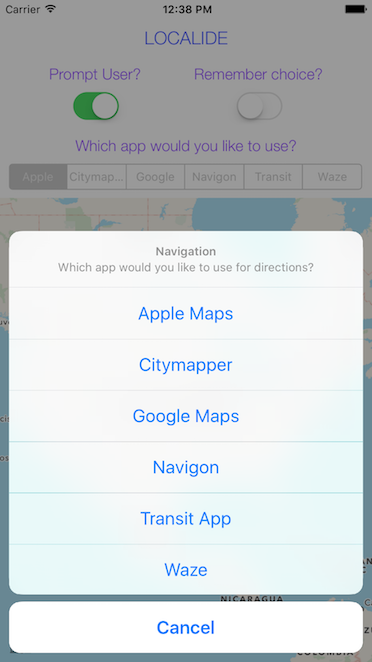 Carrier 12:38 PM
LOCALIDE
Prompt User? Remember choice?
Which app would you like to use?
Apple Citymap... Google Navigon Transit Waze
Navigation
Which app would you like to use for directions?
Apple Maps
Citymapper
Google Maps
Navigon
Transit App
Waze
NICARAGUA
Cancel
COLOMBIA